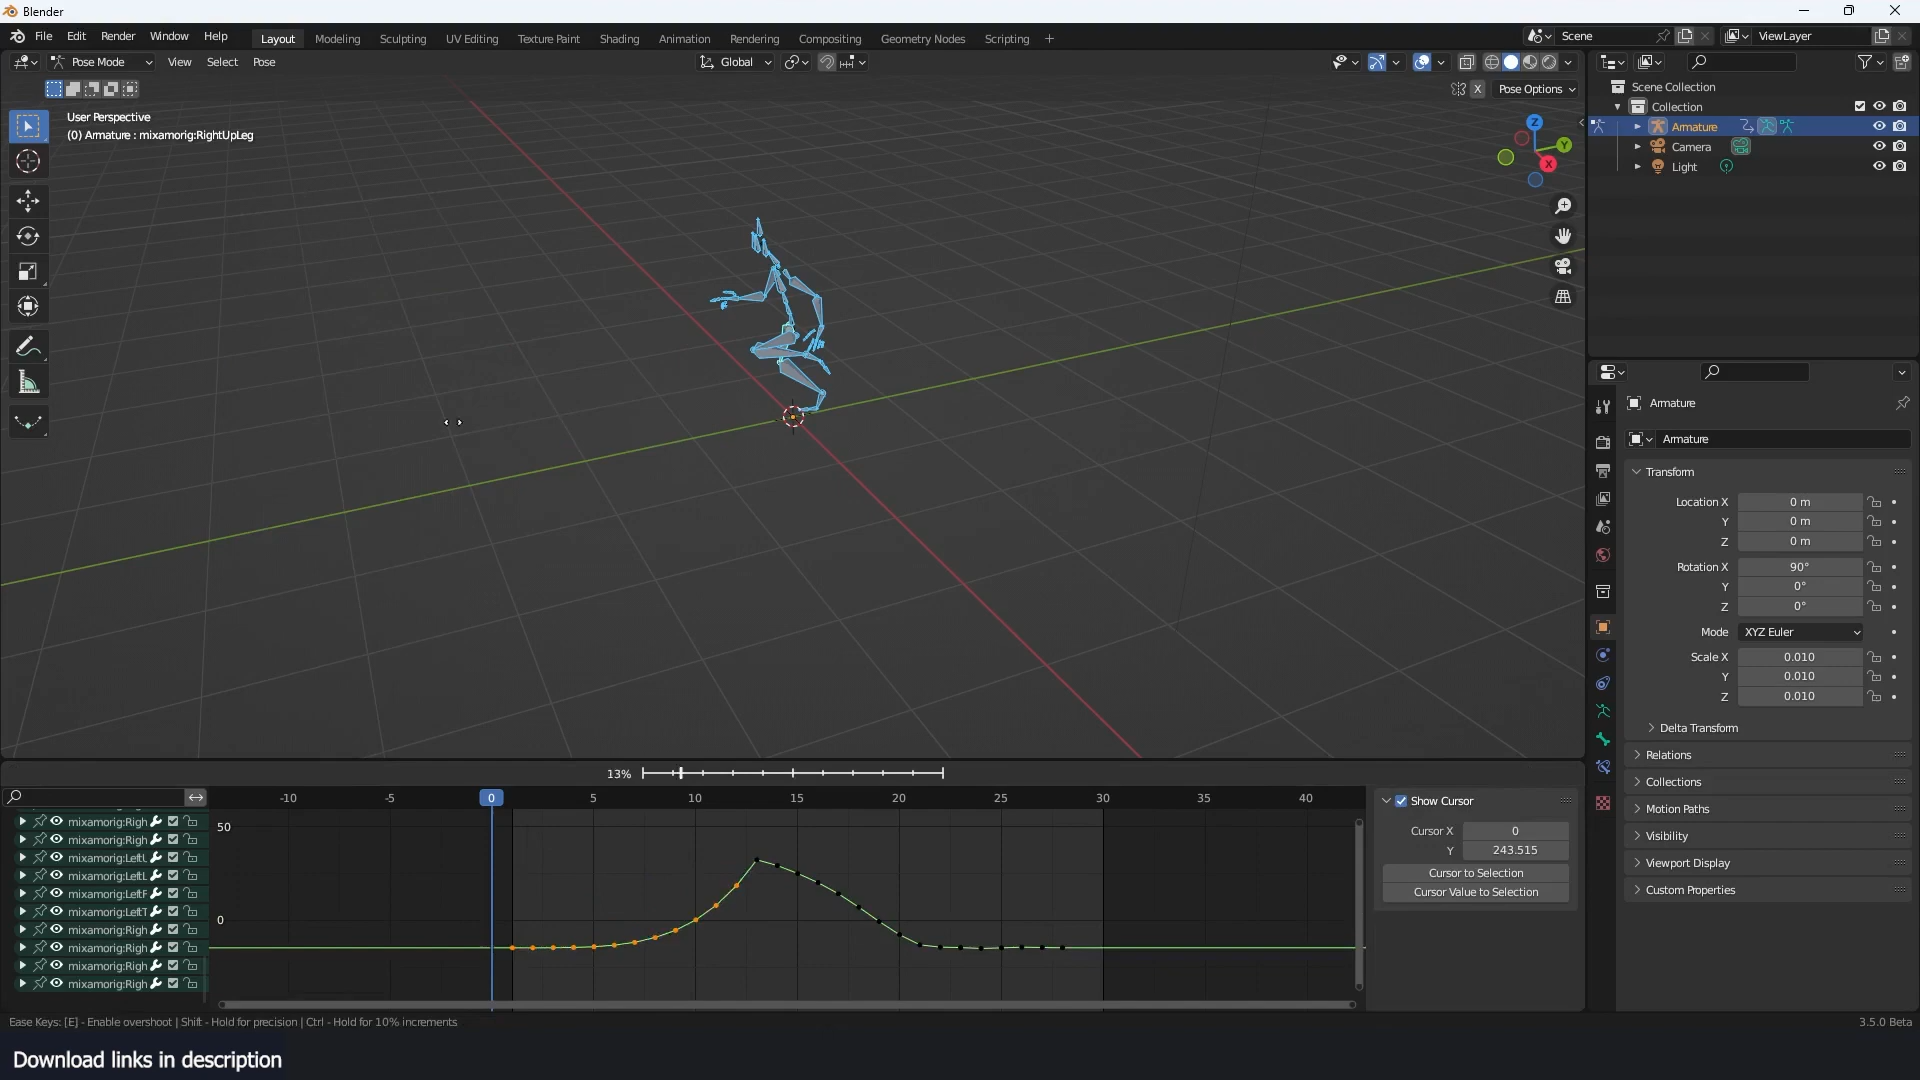 Blender
File Edit Render Window Help Layout Modeling Sculpting UV Editing Texture Paint Shading Animation Rendering Compositing Geometry Nodes Scripting + Scene ViewLayer
Pose Mode View Select Pose Global
X Pose Options
User Perspective
(0) Armature : mixamorig:RightUpLeg
Z
Y
X
Scene Collection
Collection
Armature
Camera
Light
Armature
Armature
Transform
Location X 0 m
Y 0 m
Z 0 m
Rotation X 90°
Y 0°
Z 0°
Mode XYZ Euler
Scale X 0.010
Y 0.010
Z 0.010
Delta Transform
Relations
Collections
Motion Paths
Visibility
Viewport Display
Custom Properties
13%
-10 -5 0 5 10 15 20 25 30 35 40
mixamorig:Righ
mixamorig:Righ
mixamorig:LeftL
mixamorig:LeftL
mixamorig:LeftF
mixamorig:LeftT
mixamorig:Righ
mixamorig:Righ
mixamorig:Righ
mixamorig:Righ
50
0
Show Cursor
Cursor X 0
Y 243.515
Cursor to Selection
Cursor Value to Selection
Ease Keys: [E] - Enable overshoot | Shift - Hold for precision | Ctrl - Hold for 10% increments
3.5.0 Beta
Download links in description